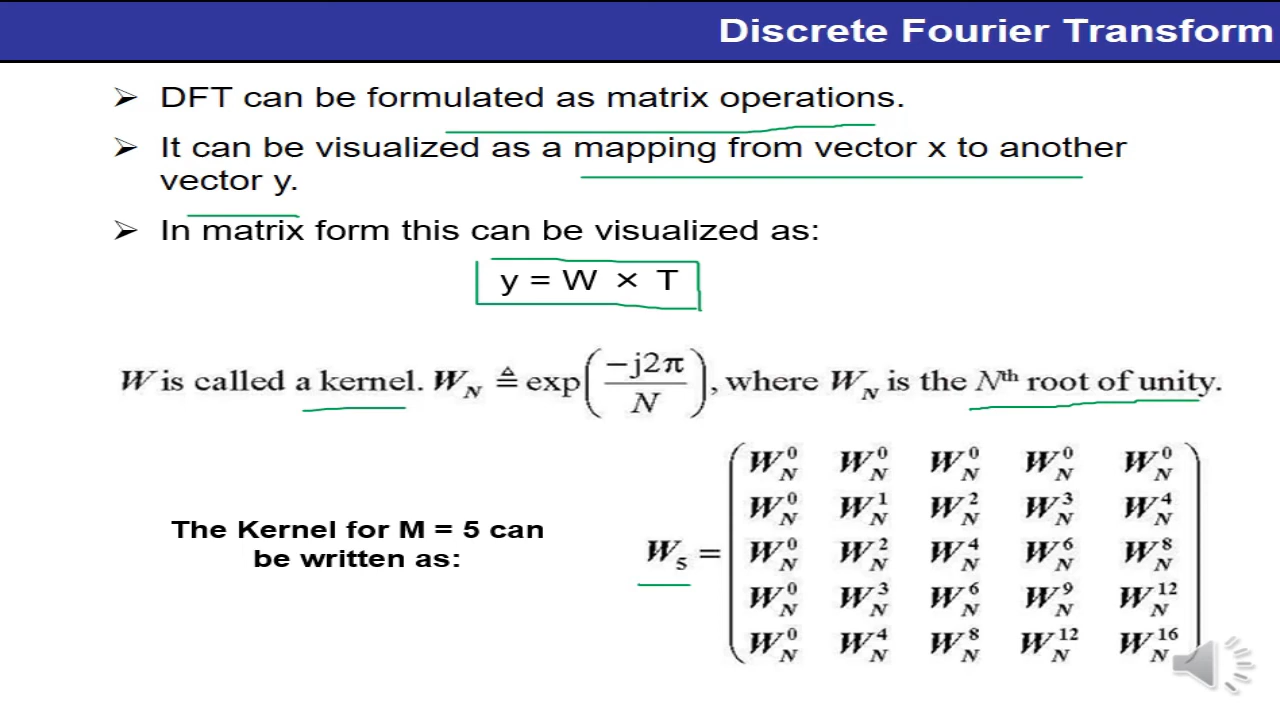 Discrete Fourier Transform
➢ DFT can be formulated as matrix operations.
➢ It can be visualized as a mapping from vector x to another
vector y.
➢ In matrix form this can be visualized as:
y = W × T
W is called a kernel. W_N ≜ exp(−j2π/N), where W_N is the Nth root of unity.
The Kernel for M = 5 can
be written as:
W_5 =
W_N^0 W_N^0 W_N^0 W_N^0 W_N^0
W_N^0 W_N^1 W_N^2 W_N^3 W_N^4
W_N^0 W_N^2 W_N^4 W_N^6 W_N^8
W_N^0 W_N^3 W_N^6 W_N^9 W_N^12
W_N^0 W_N^4 W_N^8 W_N^12 W_N^16